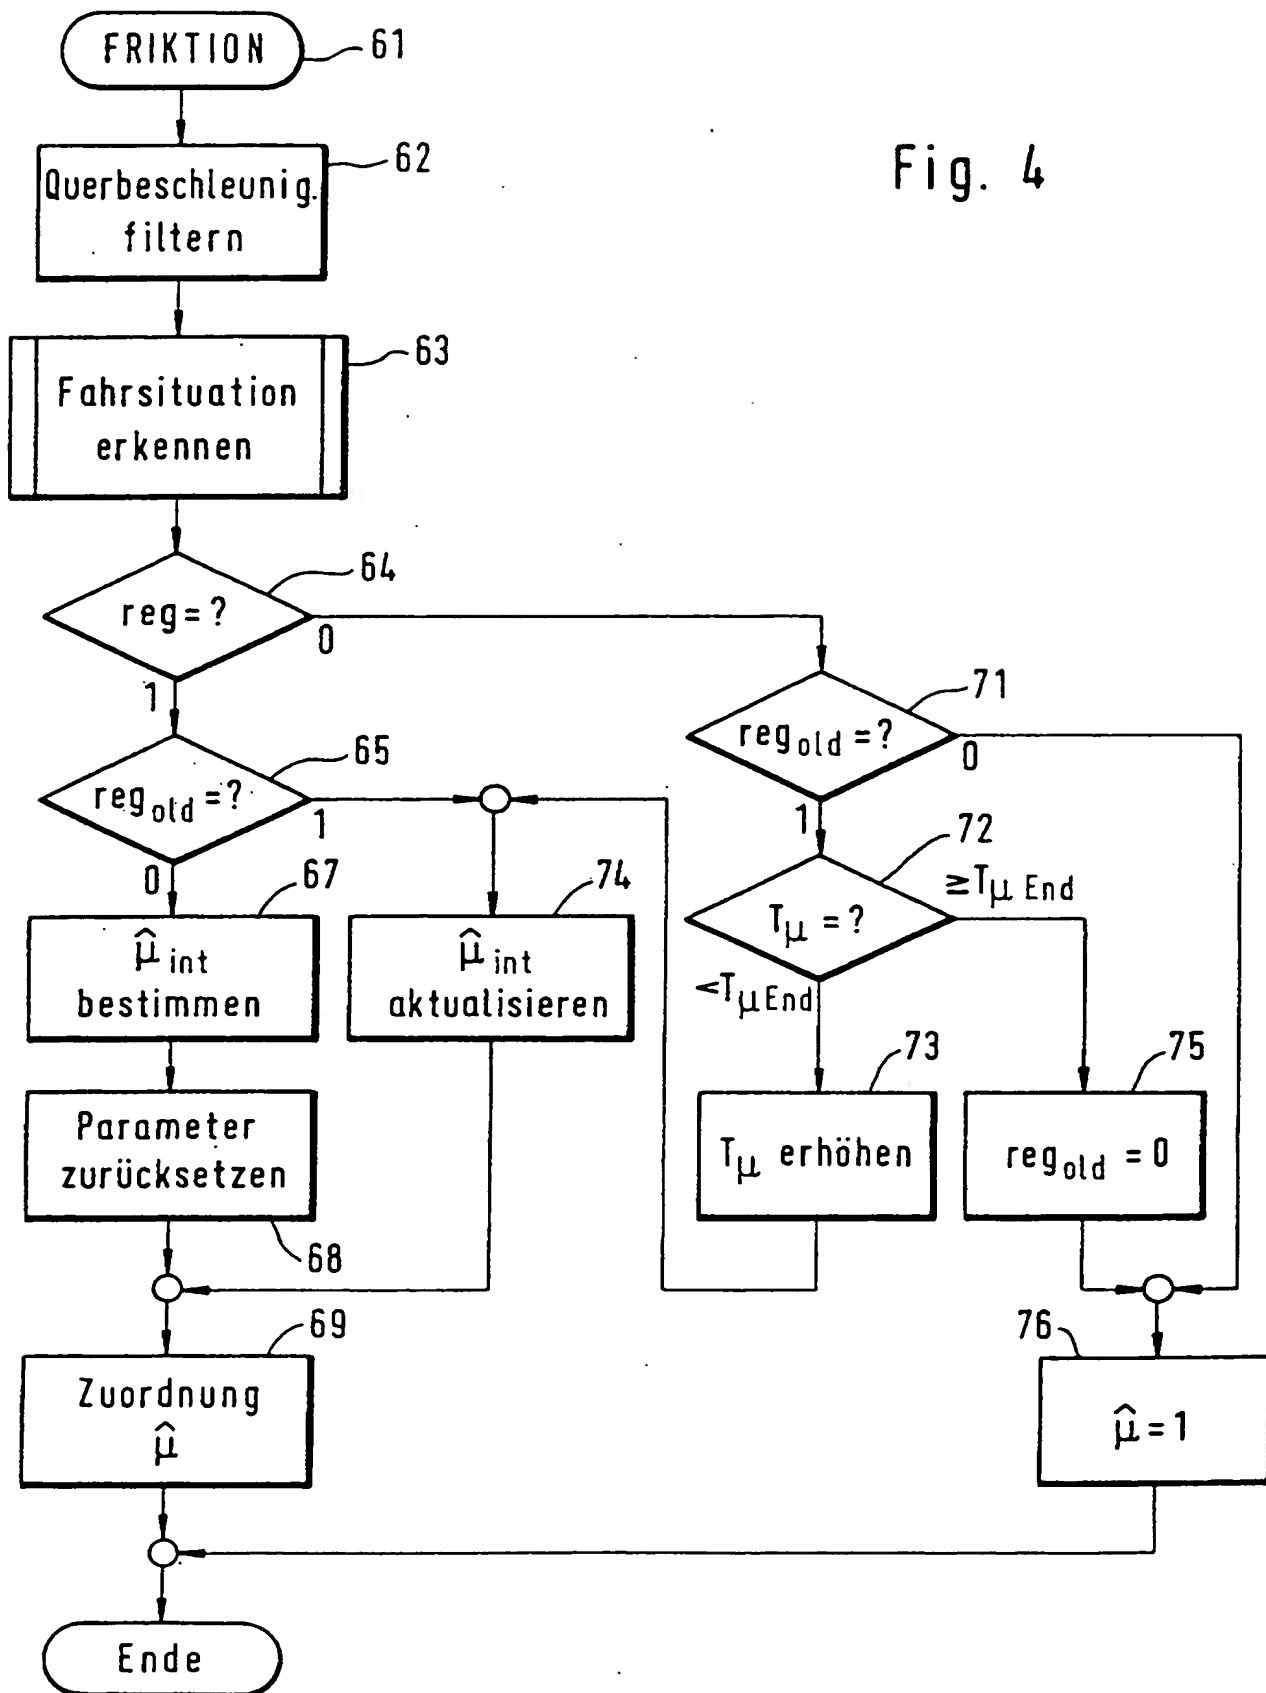 FRIKTION
61
Fig. 4
Querbeschleunig.
filtern
62
Fahrsituation
erkennen
63
reg = ?
64
0
1
reg_old = ?
65
1
0
reg_old = ?
71
0
1
T_μ = ?
72
≥T_μ End
<T_μ End
μ̂_int
bestimmen
67
μ̂_int
aktualisieren
74
Parameter
zurücksetzen
68
T_μ erhöhen
73
reg_old = 0
75
Zuordnung
μ̂
69
μ̂ = 1
76
Ende